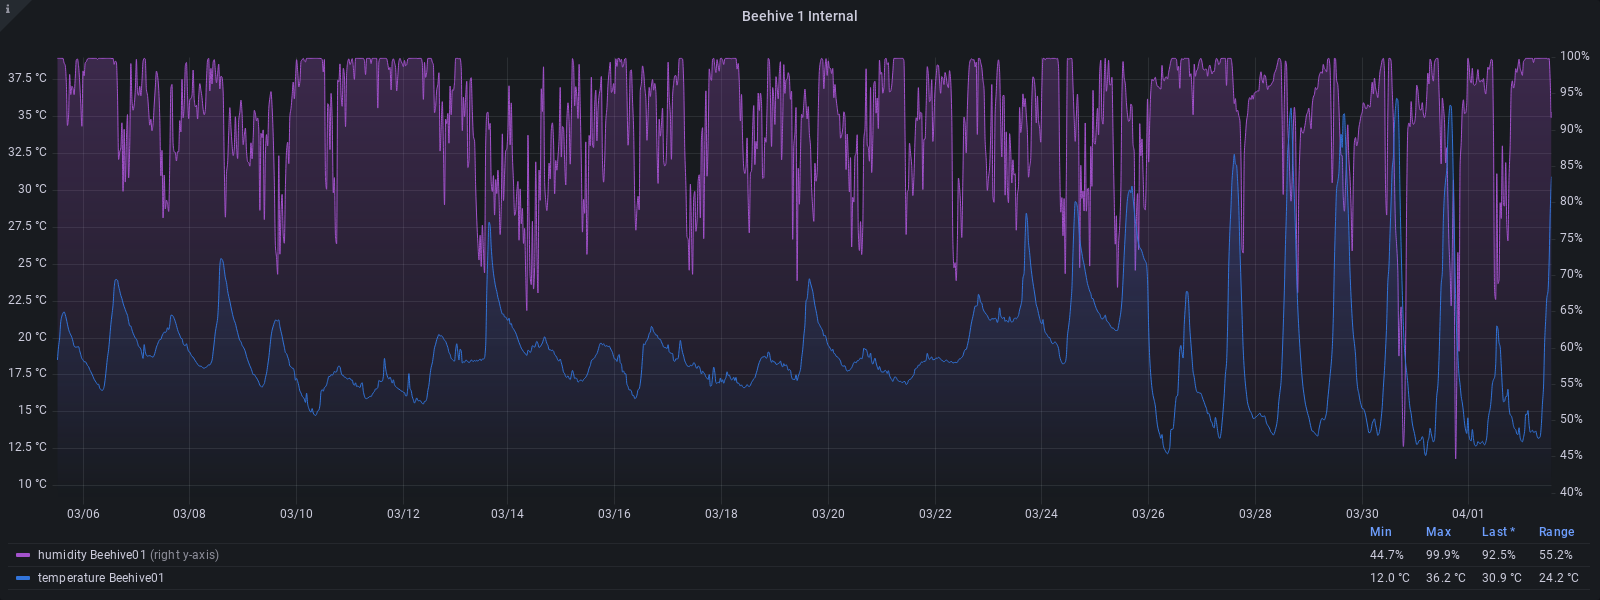 i
Beehive 1 Internal
37.5 °C
35 °C
32.5 °C
30 °C
27.5 °C
25 °C
22.5 °C
20 °C
17.5 °C
15 °C
12.5 °C
10 °C
100%
95%
90%
85%
80%
75%
70%
65%
60%
55%
50%
45%
40%
03/06 03/08 03/10 03/12 03/14 03/16 03/18 03/20 03/22 03/24 03/26 03/28 03/30 04/01
Min Max Last * Range
humidity Beehive01 (right y-axis) 44.7% 99.9% 92.5% 55.2%
temperature Beehive01 12.0 °C 36.2 °C 30.9 °C 24.2 °C